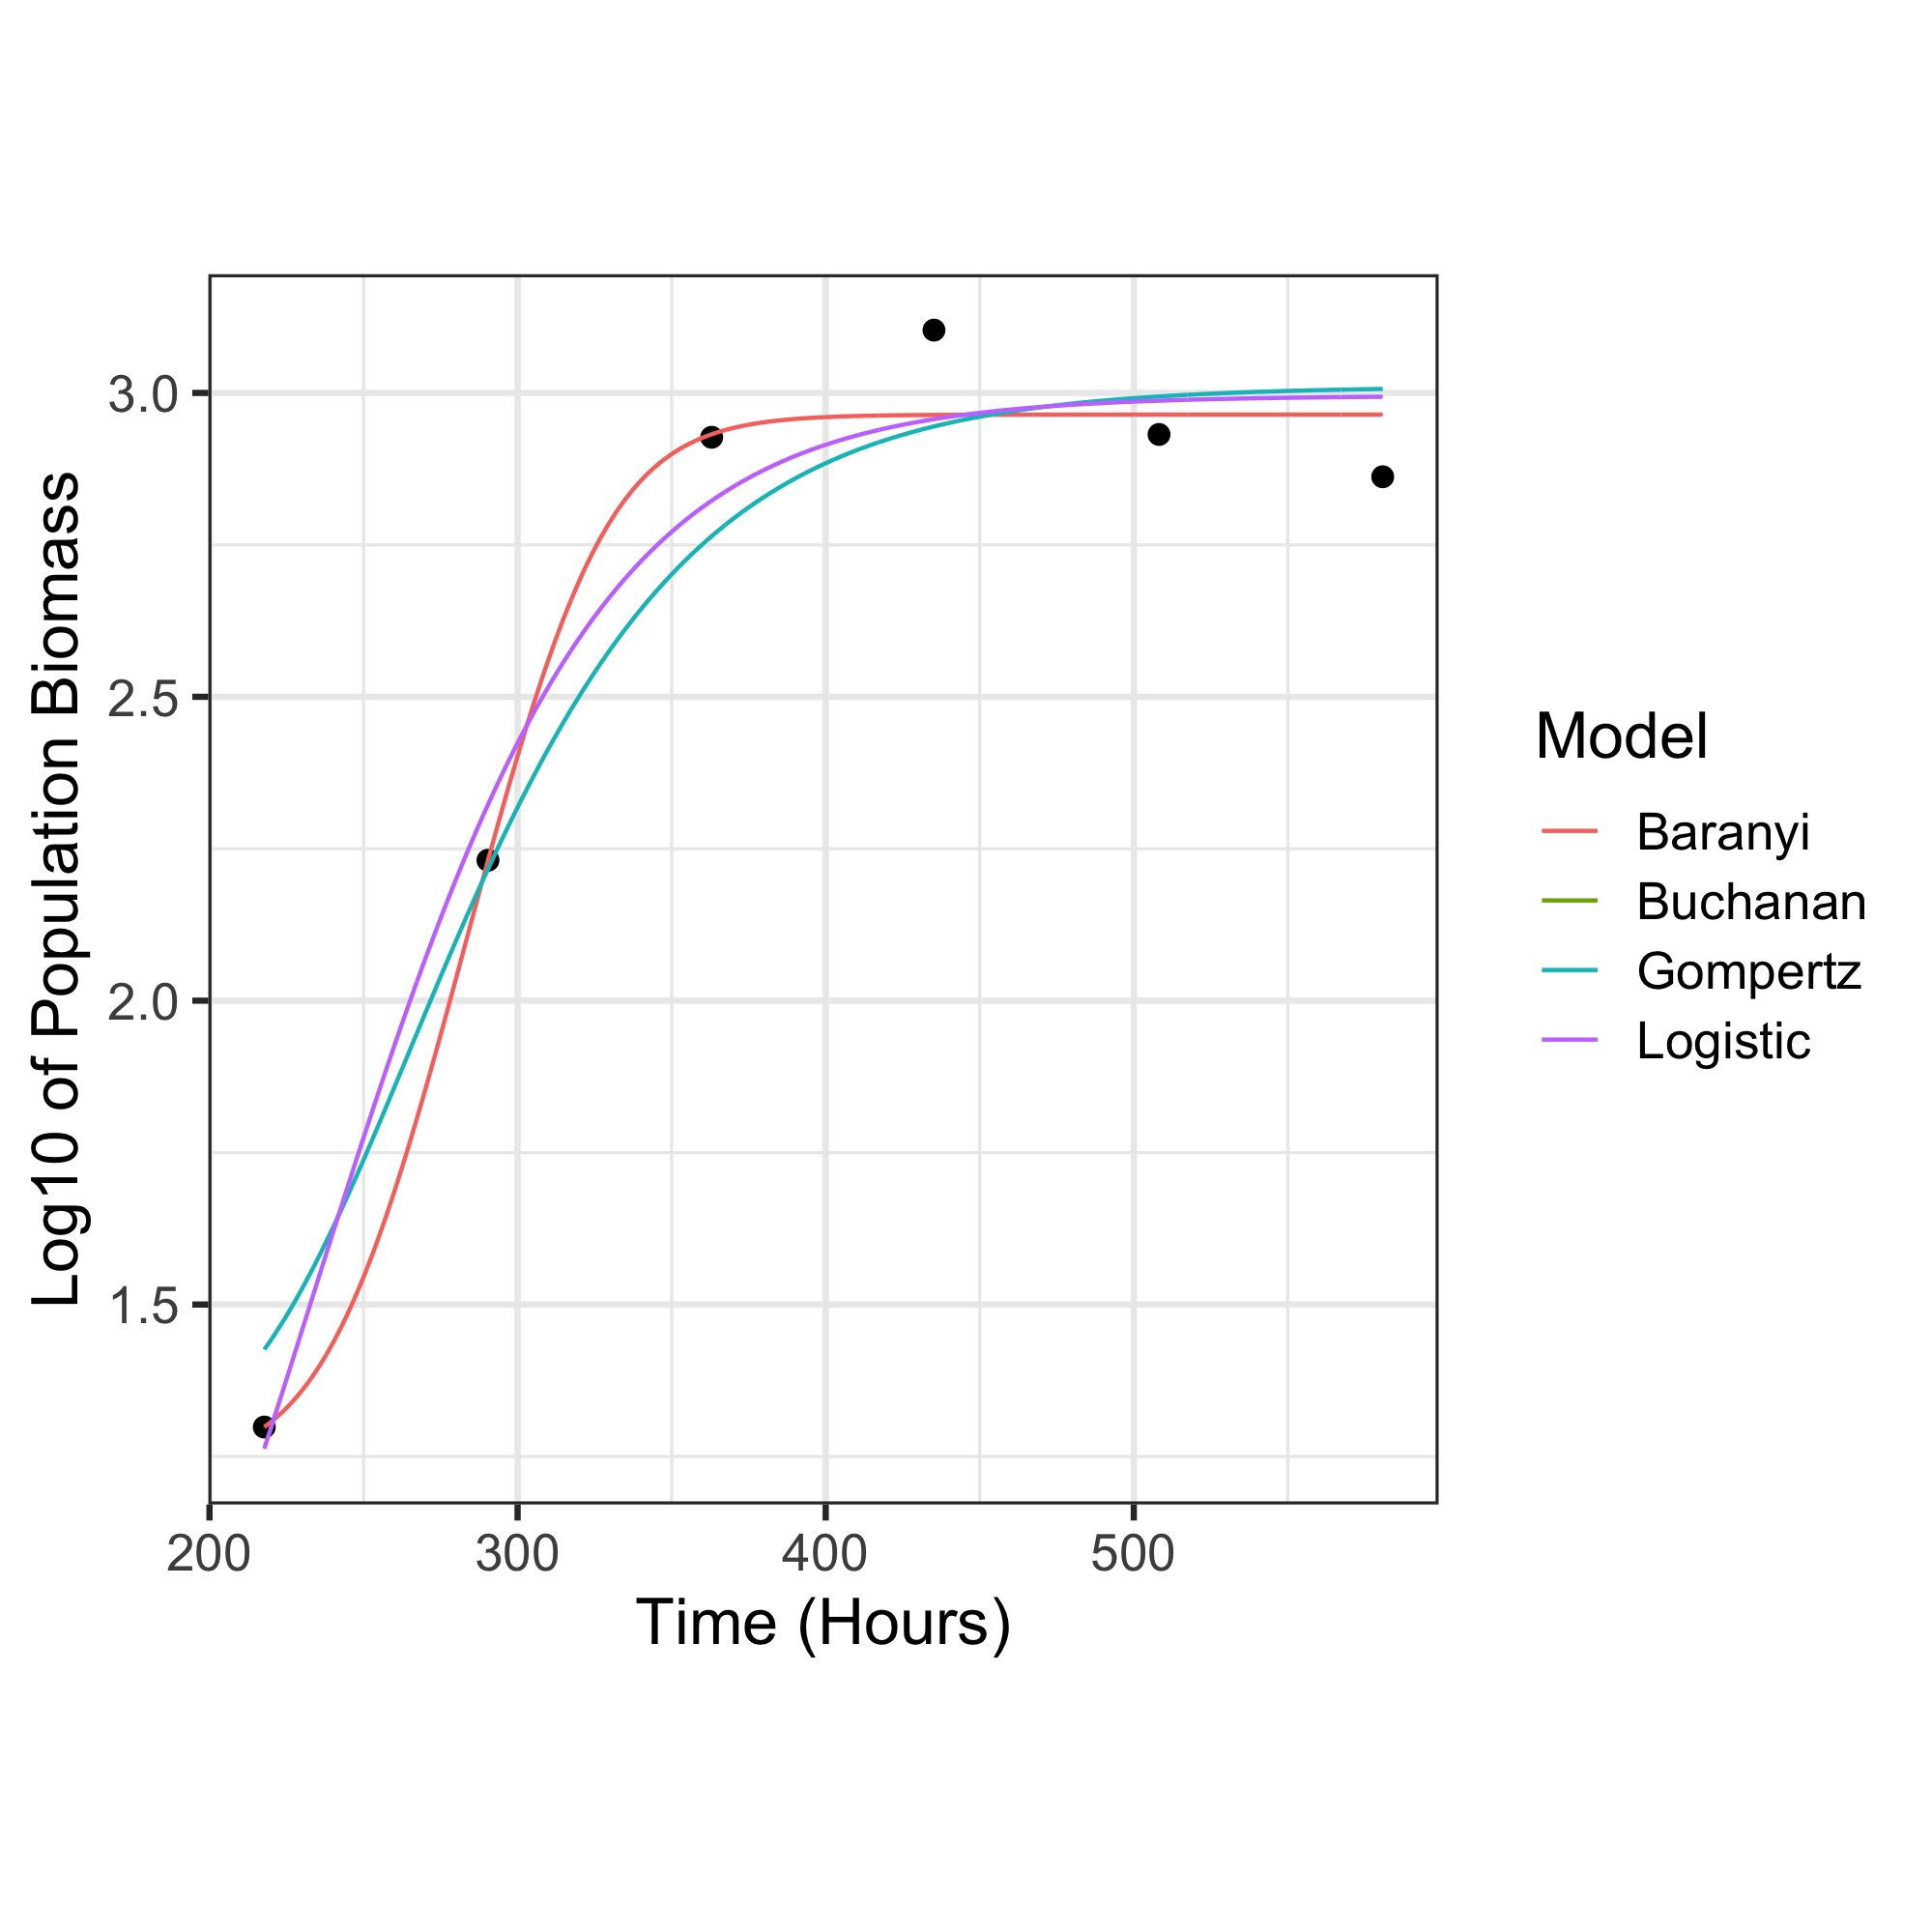 Log10 of Population Biomass
3.0
2.5
2.0
1.5
200 300 400 500
Time (Hours)
Model
Baranyi
Buchanan
Gompertz
Logistic